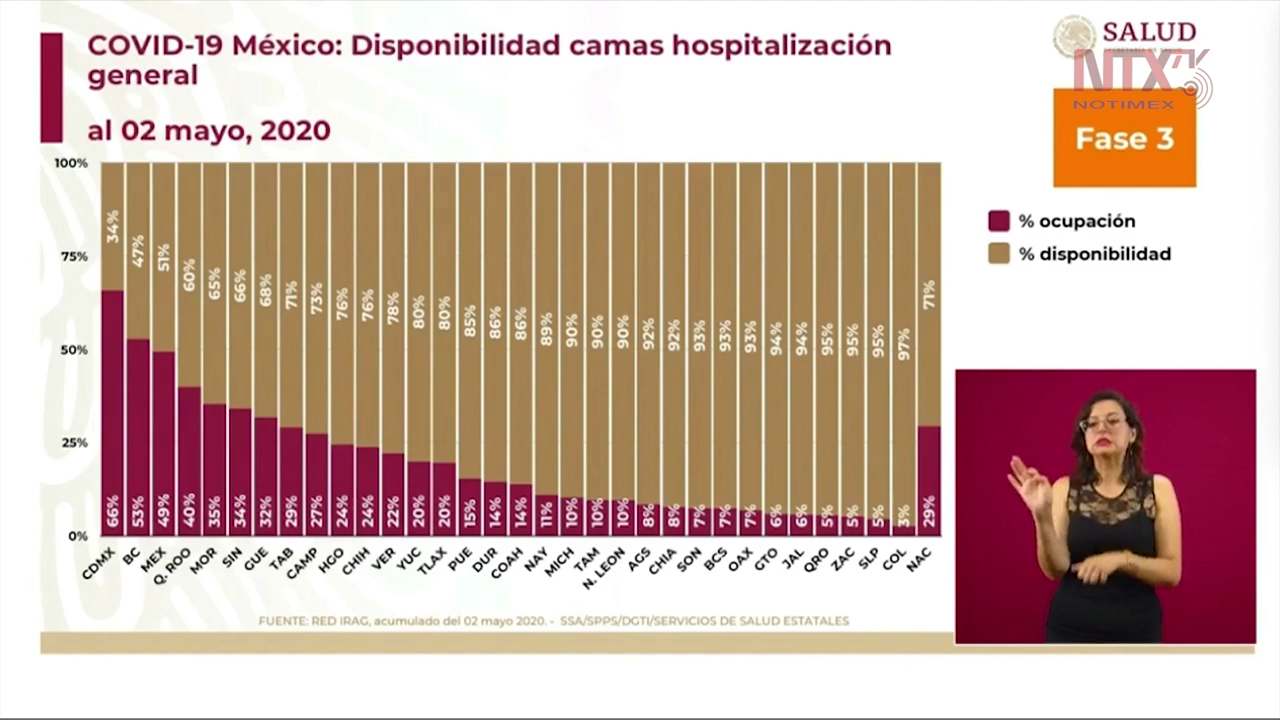 COVID-19 México: Disponibilidad camas hospitalización
general
al 02 mayo, 2020
SALUD
NTX
NOTIMEX
Fase 3
% ocupación
% disponibilidad
100%
75%
50%
25%
0%
34% 47% 51% 60% 65% 66% 68% 71% 73% 76% 76% 78% 80% 80% 85% 86% 86% 89% 90% 90% 90% 92% 92% 93% 93% 93% 94% 94% 95% 95% 95% 97% 71%
66% 53% 49% 40% 35% 34% 32% 29% 27% 24% 24% 22% 20% 20% 15% 14% 14% 11% 10% 10% 10% 8% 8% 7% 7% 7% 6% 6% 5% 5% 5% 3% 29%
CDMX BC MEX Q. ROO MOR SIN GUE TAB CAMP HGO CHIH VER YUC TLAX PUE DUR COAH NAY MICH TAM N. LEON AGS CHIA SON BCS OAX GTO JAL QRO ZAC SLP COL NAC
FUENTE: RED IRAG, acumulado del 02 mayo 2020. - SSA/SPPS/DGTI/SERVICIOS DE SALUD ESTATALES